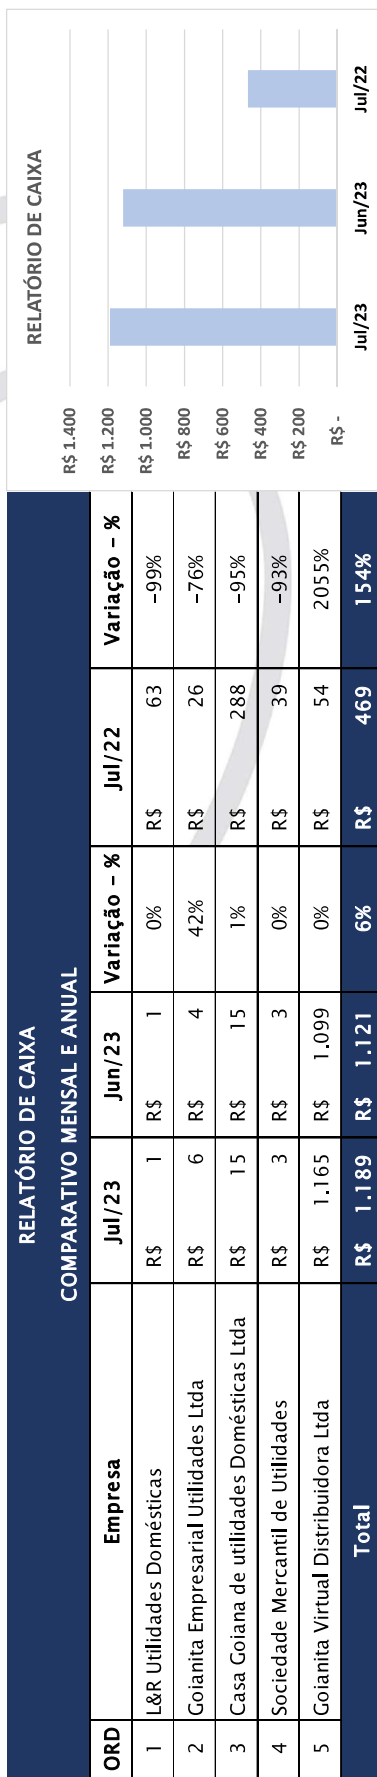 RELATÓRIO DE CAIXA
COMPARATIVO MENSAL E ANUAL
ORD Empresa Jul/23 Jun/23 Variação - % Jul/22 Variação - %
1 L&R Utilidades Domésticas R$ 1 R$ 1 0% R$ 63 -99%
2 Goianita Empresarial Utilidades Ltda R$ 6 R$ 4 42% R$ 26 -76%
3 Casa Goiana de utilidades Domésticas Ltda R$ 15 R$ 15 1% R$ 288 -95%
4 Sociedade Mercantil de Utilidades R$ 3 R$ 3 0% R$ 39 -93%
5 Goianita Virtual Distribuidora Ltda R$ 1.165 R$ 1.099 0% R$ 54 2055%
Total R$ 1.189 R$ 1.121 6% R$ 469 154%
RELATÓRIO DE CAIXA
R$ 1.400
R$ 1.200
R$ 1.000
R$ 800
R$ 600
R$ 400
R$ 200
R$ -
Jul/23 Jun/23 Jul/22